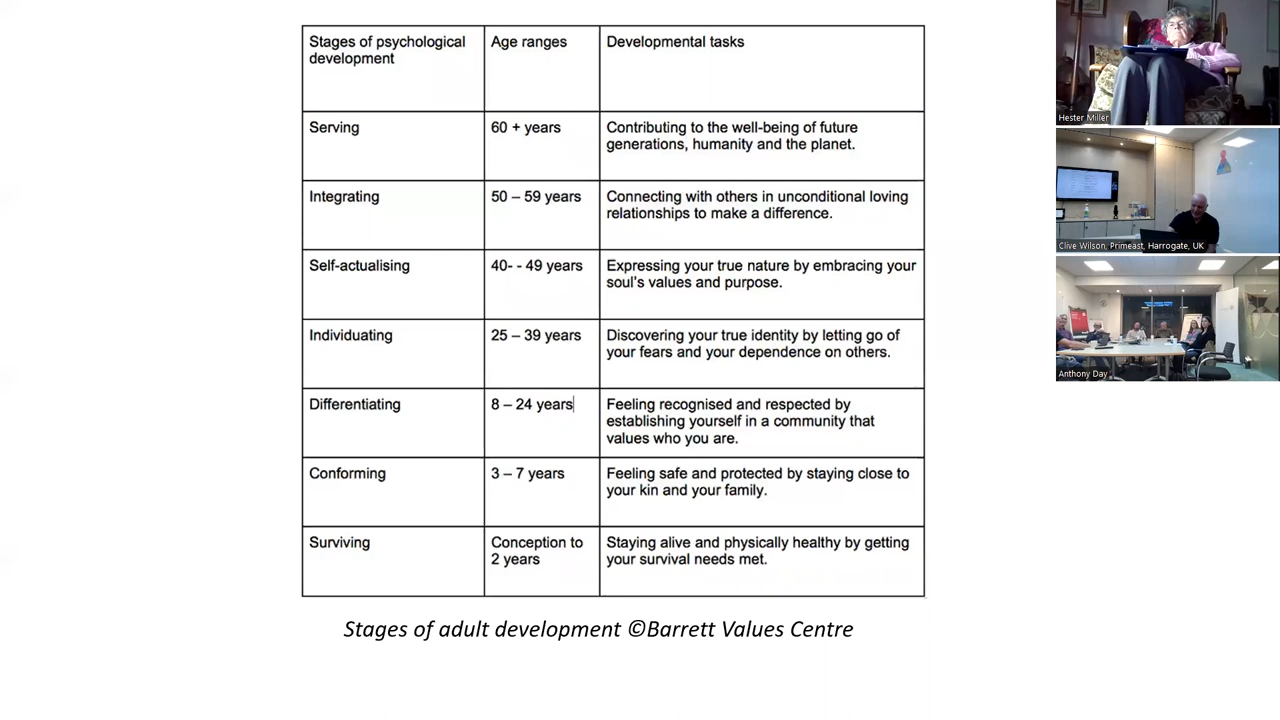 Stages of psychological
development
Age ranges
Developmental tasks
Serving
60 + years
Contributing to the well-being of future
generations, humanity and the planet.
Integrating
50 – 59 years
Connecting with others in unconditional loving
relationships to make a difference.
Self-actualising
40- - 49 years
Expressing your true nature by embracing your
soul's values and purpose.
Individuating
25 – 39 years
Discovering your true identity by letting go of
your fears and your dependence on others.
Differentiating
8 – 24 years
Feeling recognised and respected by
establishing yourself in a community that
values who you are.
Conforming
3 – 7 years
Feeling safe and protected by staying close to
your kin and your family.
Surviving
Conception to
2 years
Staying alive and physically healthy by getting
your survival needs met.
Stages of adult development ©Barrett Values Centre
Hester Miller
Clive Wilson, Primeast, Harrogate, UK
Anthony Day